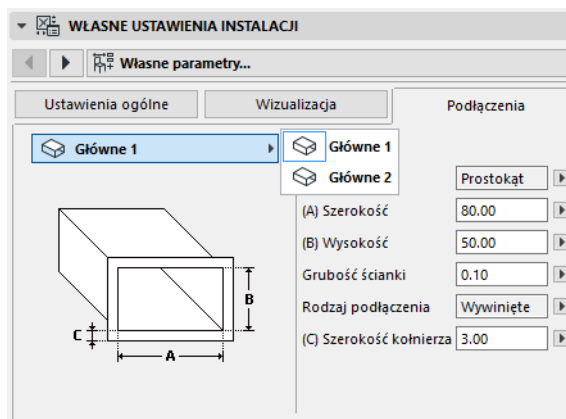 WŁASNE USTAWIENIA INSTALACJI
Własne parametry...
Ustawienia ogólne Wizualizacja Podłączenia
Główne 1 Główne 1
Główne 2
Prostokąt
(A) Szerokość 80.00
(B) Wysokość 50.00
Grubość ścianki 0.10
Rodzaj podłączenia Wywinięte
(C) Szerokość kołnierza 3.00
B
C
A